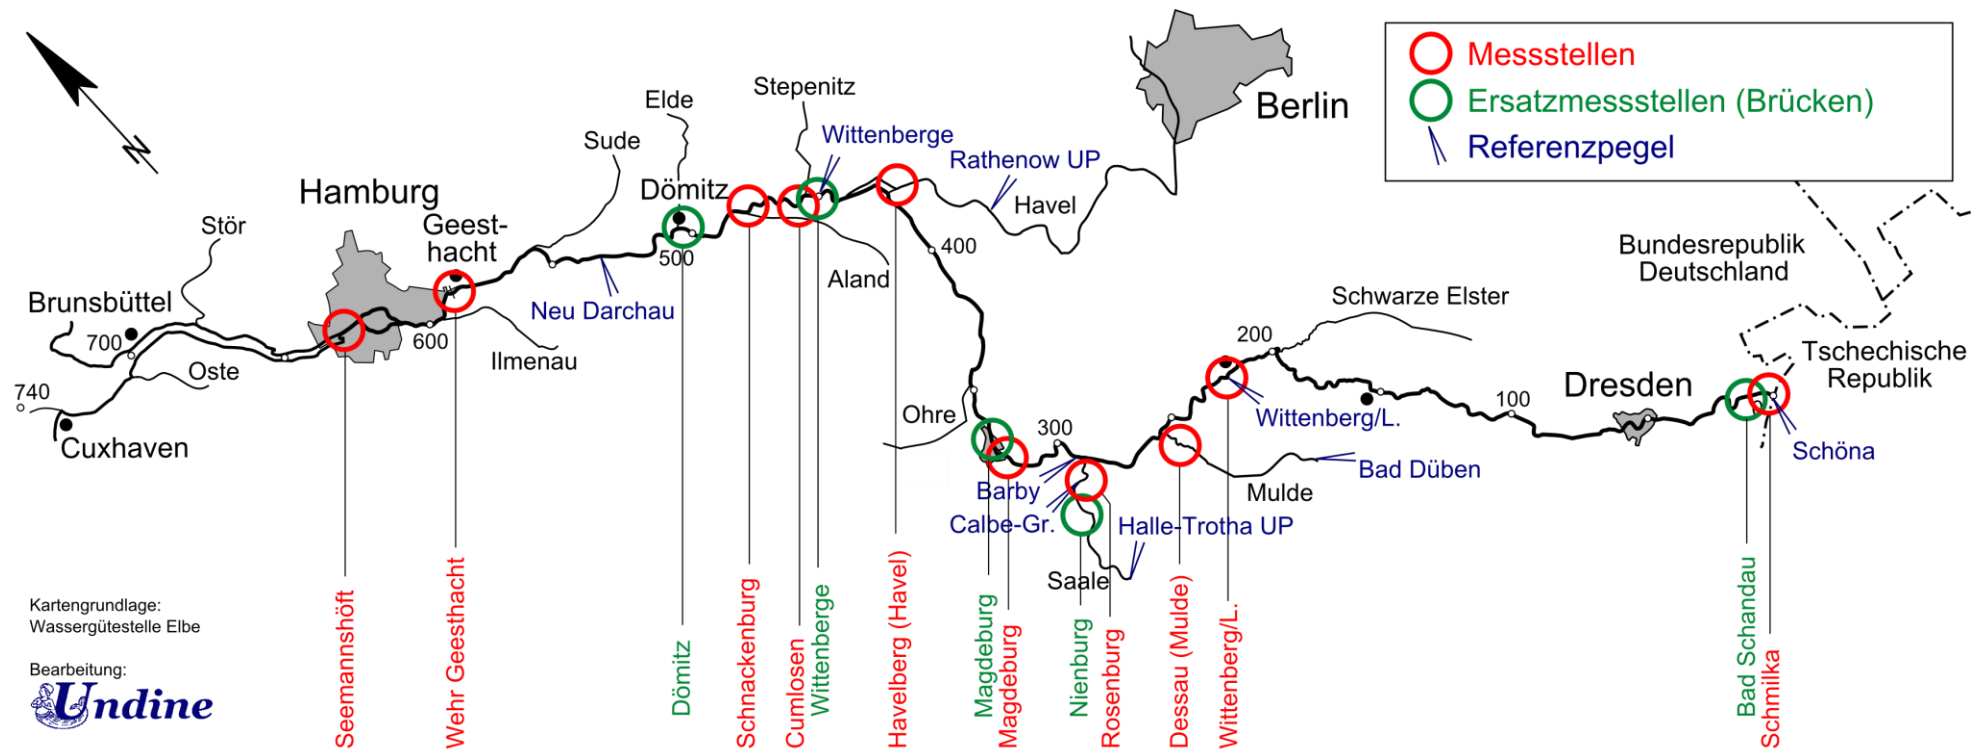 Messstellen
Ersatzmessstellen (Brücken)
Referenzpegel
N
Berlin
Stepenitz
Elde
Wittenberge
Sude
Rathenow UP
Hamburg
Dömitz
Havel
Stör
Geest-
hacht
400
500
Bundesrepublik
Deutschland
Aland
Brunsbüttel
Neu Darchau
Schwarze Elster
700
600
200
Ilmenau
Oste
Tschechische
Republik
740
Dresden
100
Ohre
Wittenberg/L.
300
Cuxhaven
Schöna
Bad Düben
Barby
Mulde
Calbe-Gr.
Halle-Trotha UP
Saale
Seemannshöft
Wehr Geesthacht
Dömitz
Schnackenburg
Cumlosen
Wittenberge
Havelberg (Havel)
Magdeburg
Magdeburg
Nienburg
Rosenburg
Dessau (Mulde)
Wittenberg/L.
Bad Schandau
Schmilka
Kartengrundlage:
Wassergütestelle Elbe
Bearbeitung:
Undine